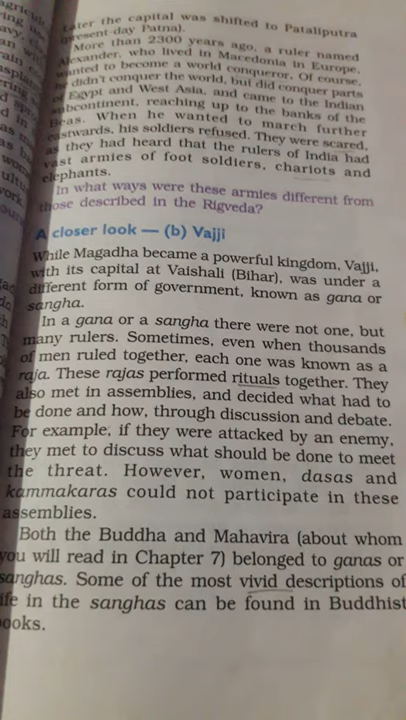 Later the capital was shifted to Pataliputra
(present-day Patna).
More than 2300 years ago, a ruler named
Alexander, who lived in Macedonia in Europe,
wanted to become a world conqueror. Of course,
he didn't conquer the world, but did conquer parts
of Egypt and West Asia, and came to the Indian
subcontinent, reaching up to the banks of the
Beas. When he wanted to march further
eastwards, his soldiers refused. They were scared,
as they had heard that the rulers of India had
vast armies of foot soldiers, chariots and
elephants.
In what ways were these armies different from
those described in the Rigveda?
A closer look — (b) Vajji
While Magadha became a powerful kingdom, Vajji,
with its capital at Vaishali (Bihar), was under a
different form of government, known as gana or
sangha.
In a gana or a sangha there were not one, but
many rulers. Sometimes, even when thousands
of men ruled together, each one was known as a
raja. These rajas performed rituals together. They
also met in assemblies, and decided what had to
be done and how, through discussion and debate.
For example, if they were attacked by an enemy,
they met to discuss what should be done to meet
the threat. However, women, dasas and
kammakaras could not participate in these
assemblies.
Both the Buddha and Mahavira (about whom
you will read in Chapter 7) belonged to ganas or
sanghas. Some of the most vivid descriptions of
life in the sanghas can be found in Buddhist
books.